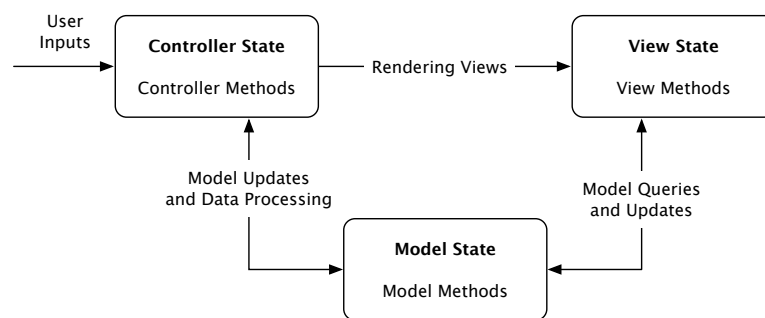 User
Inputs
Controller State
Controller Methods
Rendering Views
View State
View Methods
Model Updates
and Data Processing
Model Queries
and Updates
Model State
Model Methods